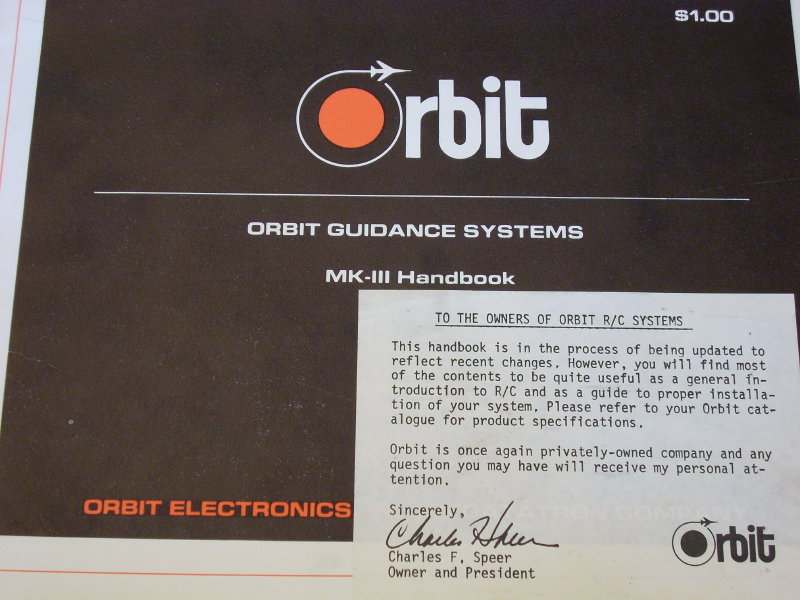 $1.00
Orbit
ORBIT GUIDANCE SYSTEMS
MK-III Handbook
TO THE OWNERS OF ORBIT R/C SYSTEMS
This handbook is in the process of being updated to
reflect recent changes. However, you will find most
of the contents to be quite useful as a general in-
troduction to R/C and as a guide to proper installa-
tion of your system. Please refer to your Orbit cat-
alogue for product specifications.
Orbit is once again privately-owned company and any
question you may have will receive my personal at-
tention.
Sincerely,
Charles F. Speer
Charles F. Speer
Owner and President
Orbit
ORBIT ELECTRONICS, COMPANY